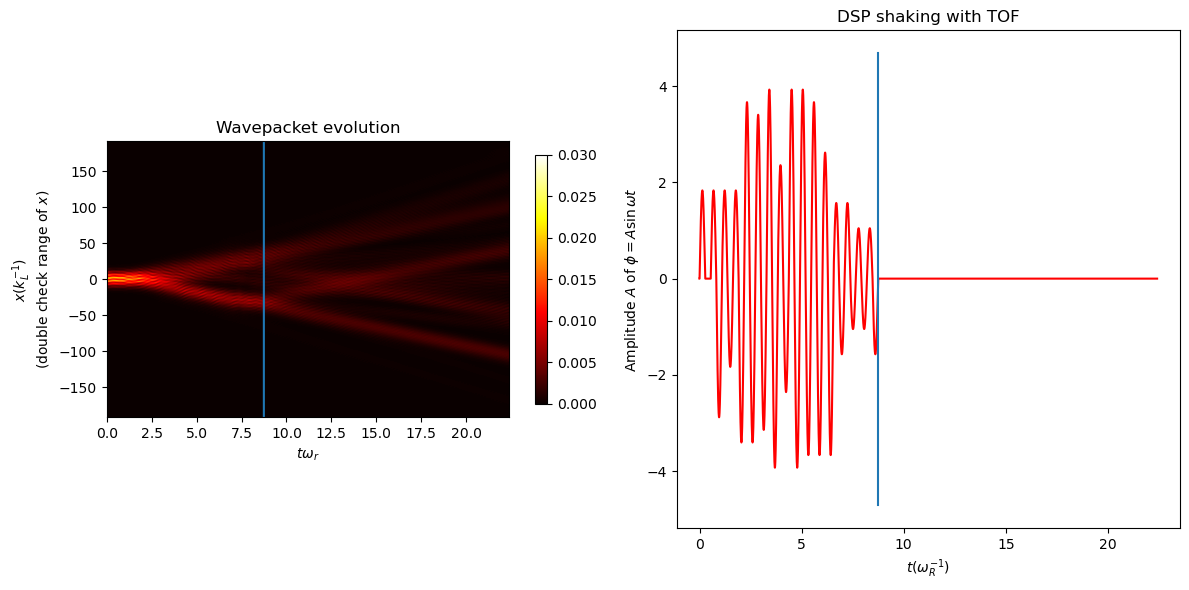 Wavepacket evolution
x(k_L^{-1})
(double check range of x)
150
100
50
0
−50
−100
−150
0.0 2.5 5.0 7.5 10.0 12.5 15.0 17.5 20.0
tω_r
0.030
0.025
0.020
0.015
0.010
0.005
0.000
DSP shaking with TOF
Amplitude A of ϕ = A sin ωt
4
2
0
−2
−4
0 5 10 15 20
t(ω_R^{-1})